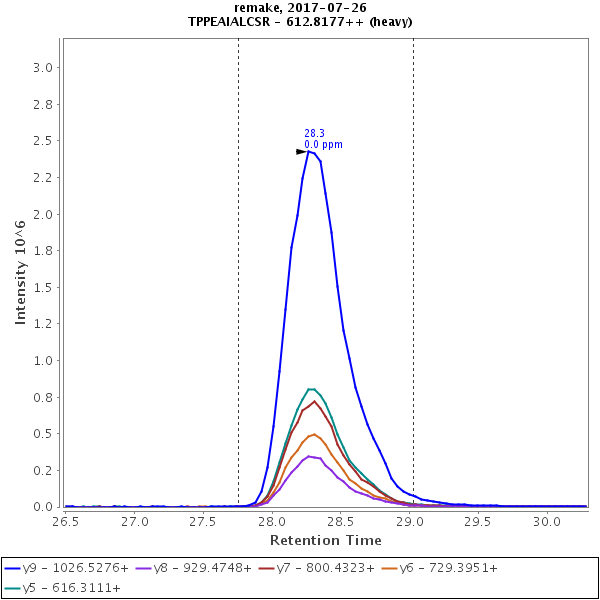 remake, 2017-07-26
TPPEAIALCSR - 612.8177++ (heavy)
3.0
2.8
2.5
2.2
2.0
1.8
1.5
1.2
1.0
0.8
0.5
0.2
0.0
Intensity 10^6
28.3
0.0 ppm
26.5 27.0 27.5 28.0 28.5 29.0 29.5 30.0
Retention Time
y9 - 1026.5276+ y8 - 929.4748+ y7 - 800.4323+ y6 - 729.3951+
y5 - 616.3111+